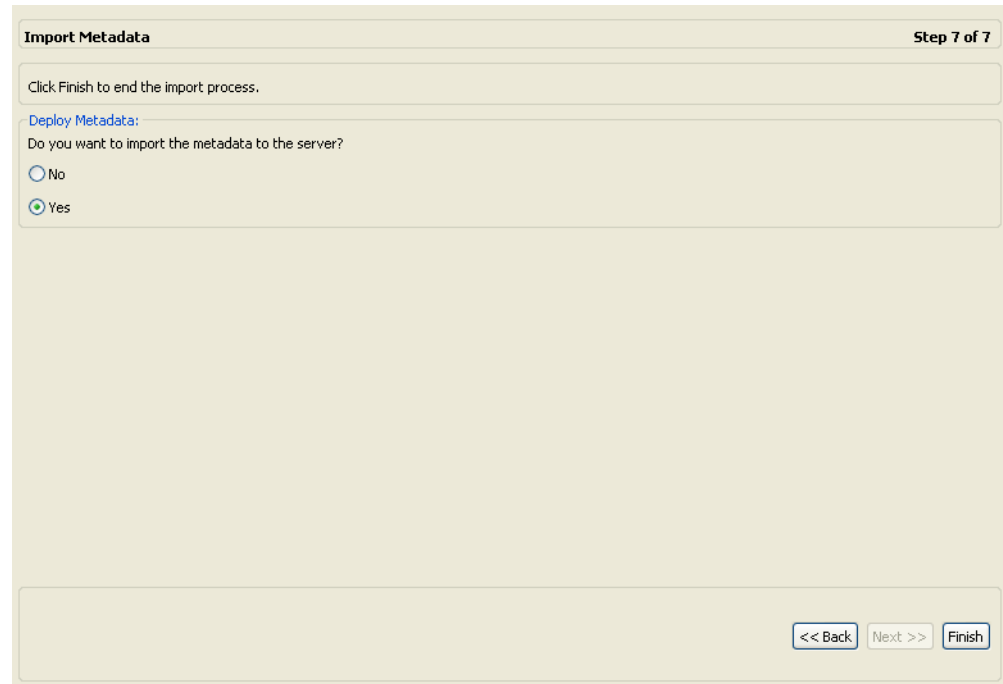 Import Metadata Step 7 of 7
Click Finish to end the import process.
Deploy Metadata:
Do you want to import the metadata to the server?
No
Yes
<< Back Next >> Finish